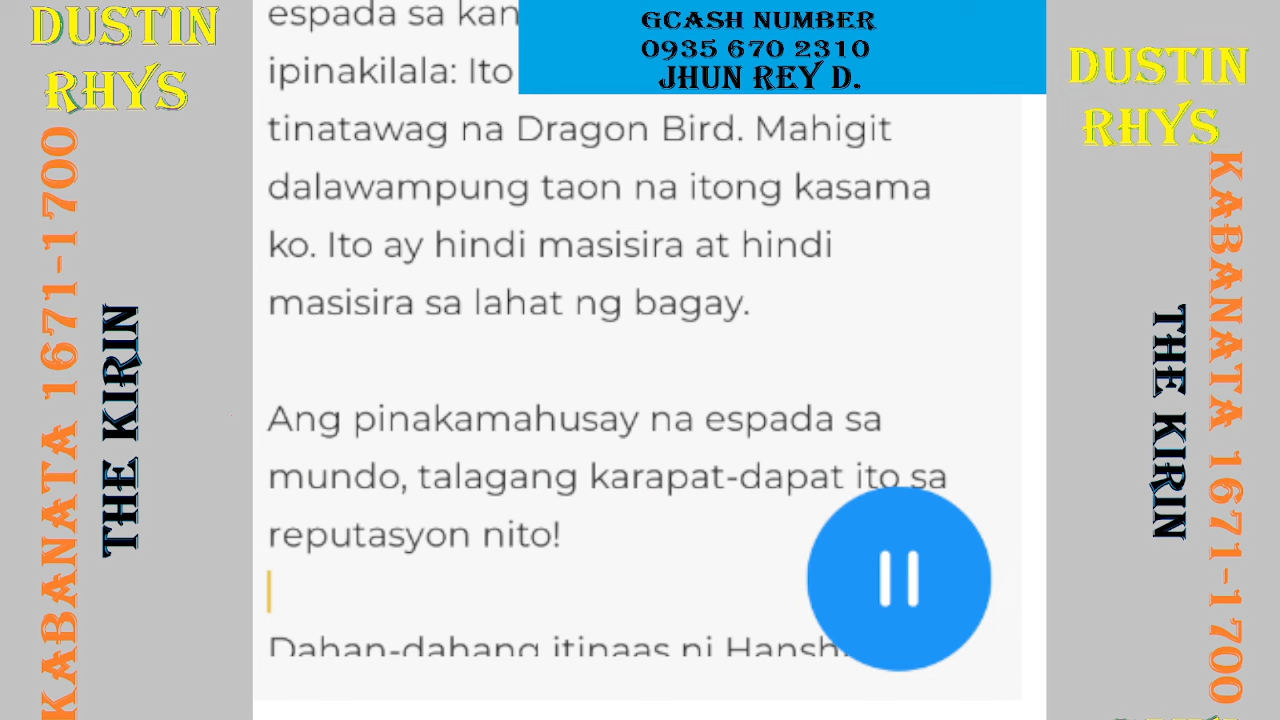 DUSTIN
RHYS
KABANATA 1671-1700
THE KIRIN
espada sa
ipinakilala: Ito
tinatawag na Dragon Bird. Mahigit
dalawampung taon na itong kasama
ko. Ito ay hindi masisira at hindi
masisira sa lahat ng bagay.
Ang pinakamahusay na espada sa
mundo, talagang karapat-dapat ito sa
reputasyon nito!
Dahan-dahang itinaas ni
GCASH NUMBER
0935 670 2310
JHUN REY D.
DUSTIN
RHYS
KABANATA 1671-1700
THE KIRIN